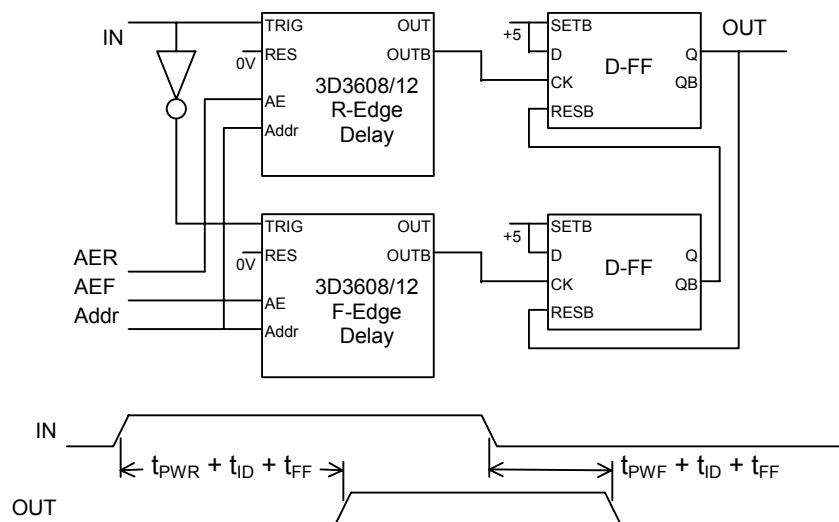 IN
TRIG
OUT
RES
OUTB
0V
3D3608/12
R-Edge
Delay
AE
Addr
SETB
+5
D
Q
D-FF
CK
QB
RESB
OUT
TRIG
OUT
RES
OUTB
0V
3D3608/12
F-Edge
Delay
AE
Addr
SETB
+5
D
Q
D-FF
CK
QB
RESB
AER
AEF
Addr
IN
tPWR + tID + tFF
tPWF + tID + tFF
OUT